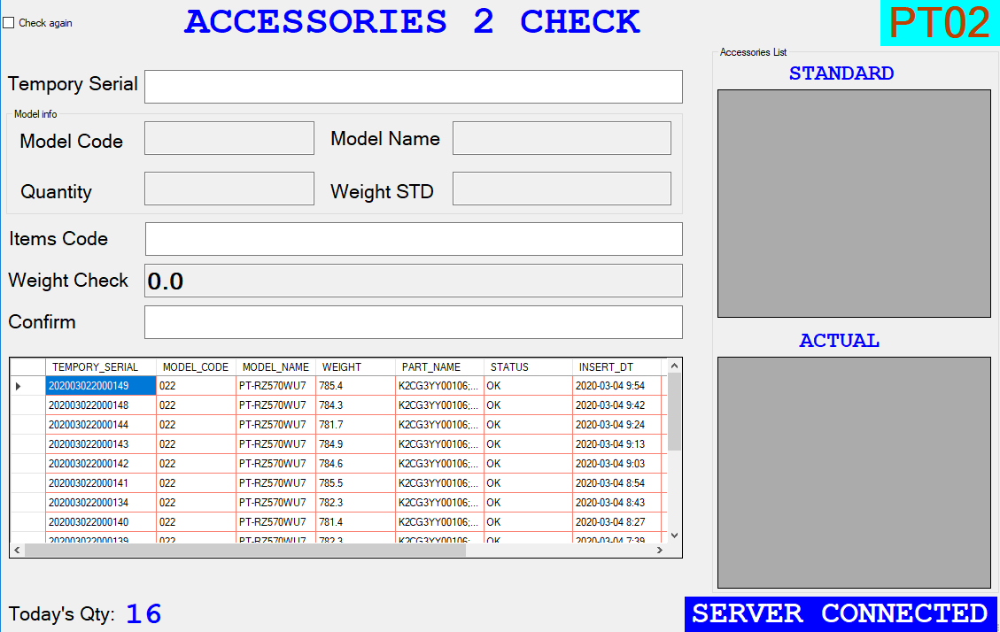 Check again
ACCESSORIES 2 CHECK
PT02
Accessories List
STANDARD
Tempory Serial
Model info
Model Code
Model Name
Quantity
Weight STD
Items Code
Weight Check 0.0
Confirm
ACTUAL
TEMPORY_SERIAL MODEL_CODE MODEL_NAME WEIGHT PART_NAME STATUS INSERT_DT
202003022000149 022 PT-RZ570WU7 785.4 K2CG3YY00106;... OK 2020-03-04 9:54
202003022000148 022 PT-RZ570WU7 784.3 K2CG3YY00106;... OK 2020-03-04 9:42
202003022000144 022 PT-RZ570WU7 781.7 K2CG3YY00106;... OK 2020-03-04 9:24
202003022000143 022 PT-RZ570WU7 784.9 K2CG3YY00106;... OK 2020-03-04 9:13
202003022000142 022 PT-RZ570WU7 784.6 K2CG3YY00106;... OK 2020-03-04 9:03
202003022000141 022 PT-RZ570WU7 785.5 K2CG3YY00106;... OK 2020-03-04 8:54
202003022000134 022 PT-RZ570WU7 782.3 K2CG3YY00106;... OK 2020-03-04 8:43
202003022000140 022 PT-RZ570WU7 781.4 K2CG3YY00106;... OK 2020-03-04 8:27
202003022000139 022 PT-RZ570WU7 782.3 K2CG3YY00106;... OK 2020-03-04 7:39
Today's Qty: 16
SERVER CONNECTED